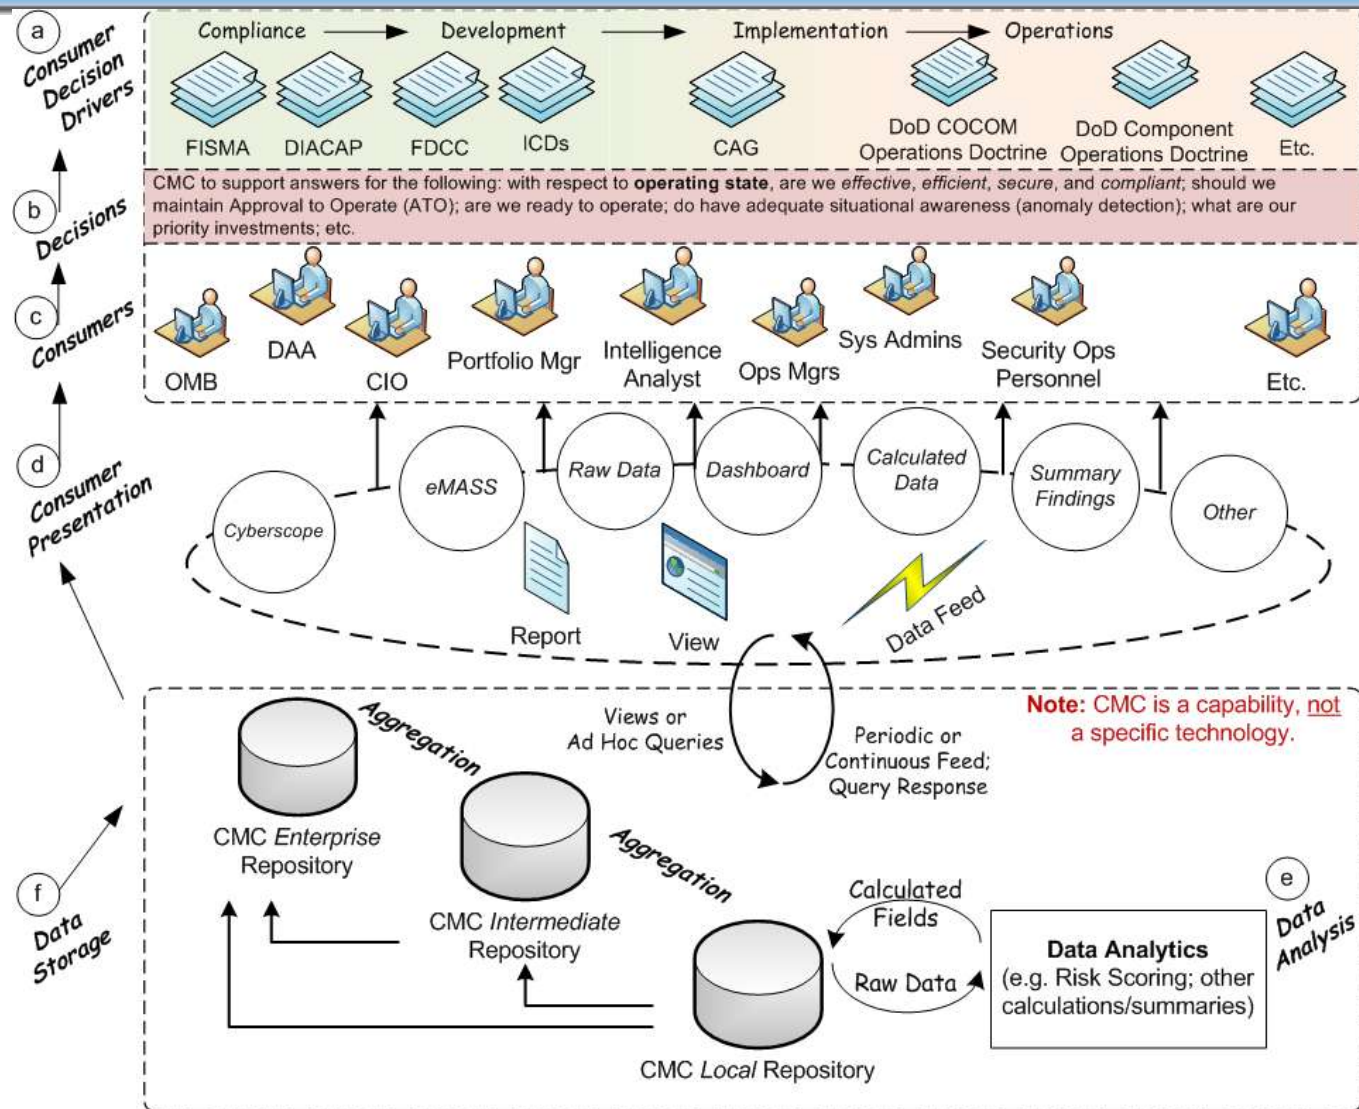 a
Consumer
Decision
Drivers
Compliance
Development
Implementation
Operations
FISMA
DIACAP
FDCC
ICDs
CAG
DoD COCOM
Operations Doctrine
DoD Component
Operations Doctrine
Etc.
b
Decisions
CMC to support answers for the following: with respect to operating state, are we effective, efficient, secure, and compliant; should we
maintain Approval to Operate (ATO); are we ready to operate; do have adequate situational awareness (anomaly detection); what are our
priority investments; etc.
c
Consumers
OMB
DAA
CIO
Portfolio Mgr
Intelligence
Analyst
Ops Mgrs
Sys Admins
Security Ops
Personnel
Etc.
d
Consumer
Presentation
Cyberscope
eMASS
Raw Data
Dashboard
Calculated
Data
Summary
Findings
Other
Report
View
Data Feed
Views or
Ad Hoc Queries
Periodic or
Continuous Feed;
Query Response
Note: CMC is a capability, not
a specific technology.
f
Data
Storage
CMC Enterprise
Repository
Aggregation
CMC Intermediate
Repository
Aggregation
CMC Local Repository
Calculated
Fields
Raw Data
e
Data
Analysis
Data Analytics
(e.g. Risk Scoring; other
calculations/summaries)